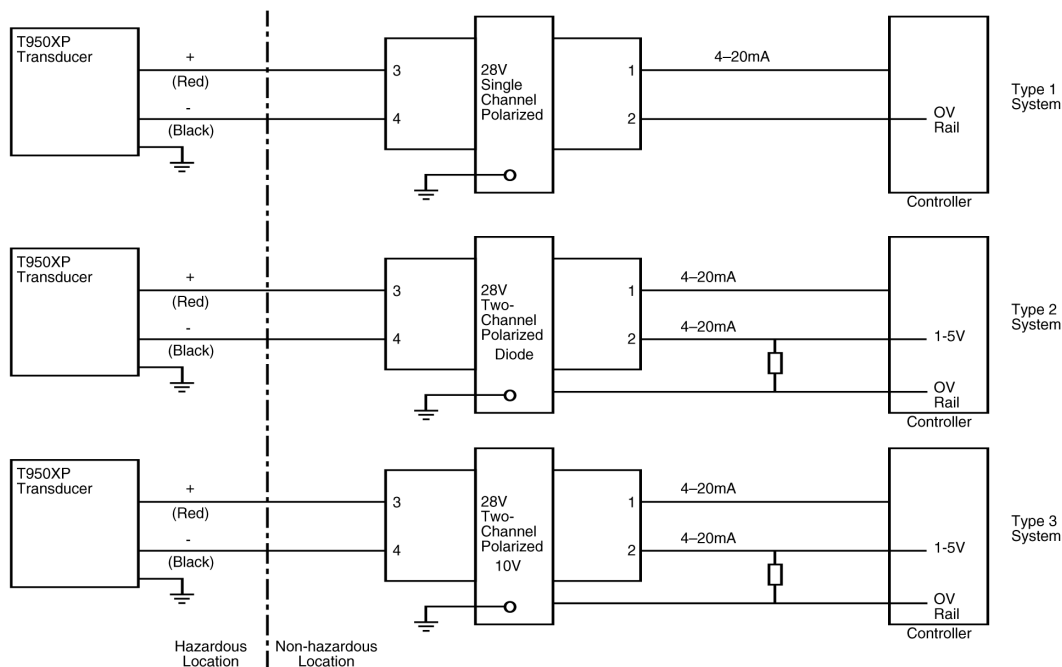 T950XP
Transducer
+
(Red)
-
(Black)
3
4
28V
Single
Channel
Polarized
1
2
4–20mA
OV
Rail
Controller
Type 1
System
T950XP
Transducer
+
(Red)
-
(Black)
3
4
28V
Two-
Channel
Polarized
Diode
1
2
4–20mA
4–20mA
1-5V
OV
Rail
Controller
Type 2
System
T950XP
Transducer
+
(Red)
-
(Black)
3
4
28V
Two-
Channel
Polarized
10V
1
2
4–20mA
4–20mA
1-5V
OV
Rail
Controller
Type 3
System
Hazardous
Location
Non-hazardous
Location